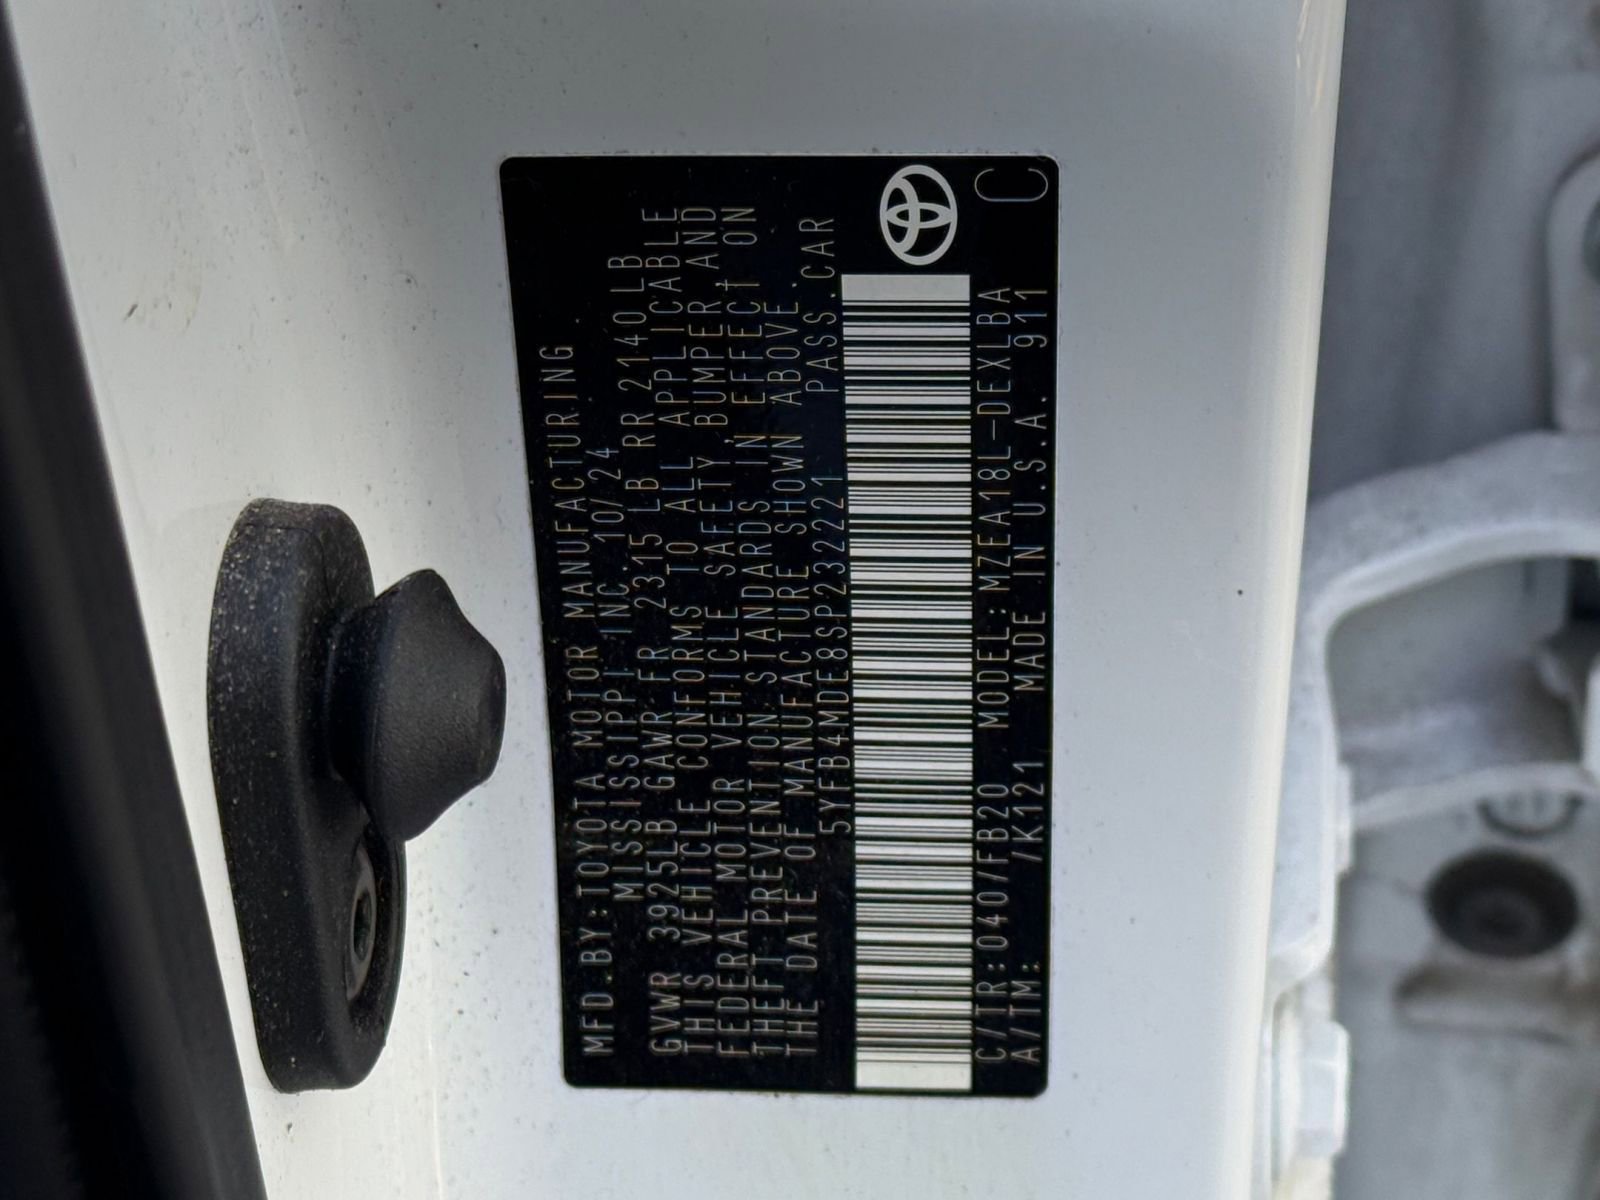 MFD.BY:TOYOTA MOTOR MANUFACTURING
MISSISSIPPI INC. 10/24
GVWR 3925LB GAWR FR 2315 LB RR 2140LB
THIS VEHICLE CONFORMS TO ALL APPLICABLE
FEDERAL MOTOR VEHICLE SAFETY, BUMPER, AND
THEFT PREVENTION STANDARDS IN EFFECT ON
THE DATE OF MANUFACTURE SHOWN ABOVE.
5YFB4MDE8SP232221 PASS.CAR
C/TR:040/FB20 MODEL:MZEA18L-DEXLBA
A/TM: /K121 MADE IN U.S.A. 911
C